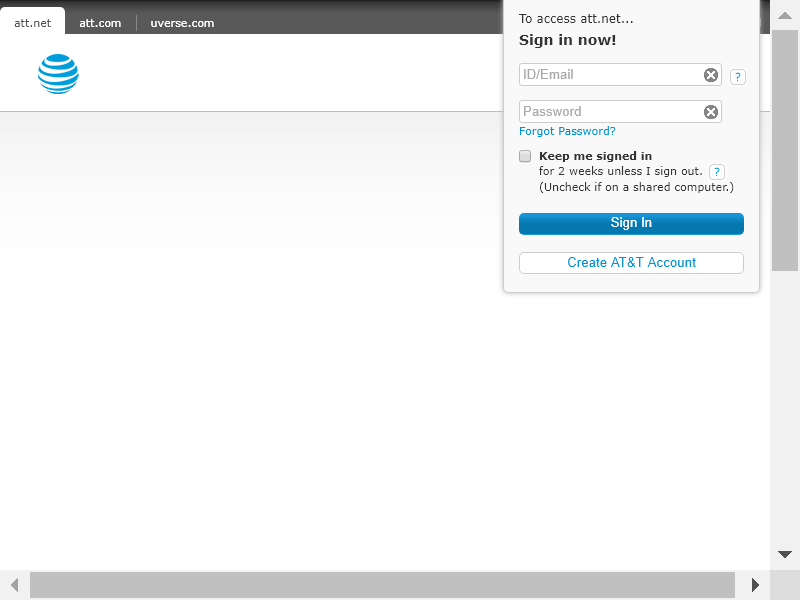 att.net att.com uverse.com
To access att.net...
Sign in now!
ID/Email
?
Password
Forgot Password?
Keep me signed in
for 2 weeks unless I sign out. ?
(Uncheck if on a shared computer.)
Sign In
Create AT&T Account